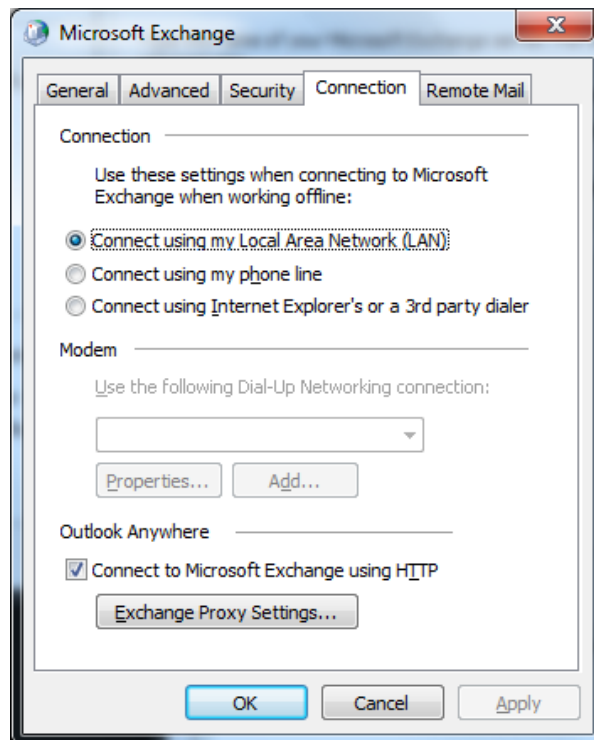 Microsoft Exchange
General
Advanced
Security
Connection
Remote Mail
Connection
Use these settings when connecting to Microsoft
Exchange when working offline:
Connect using my Local Area Network (LAN)
Connect using my phone line
Connect using Internet Explorer's or a 3rd party dialer
Modem
Use the following Dial-Up Networking connection:
Properties...
Add...
Outlook Anywhere
Connect to Microsoft Exchange using HTTP
Exchange Proxy Settings...
OK
Cancel
Apply